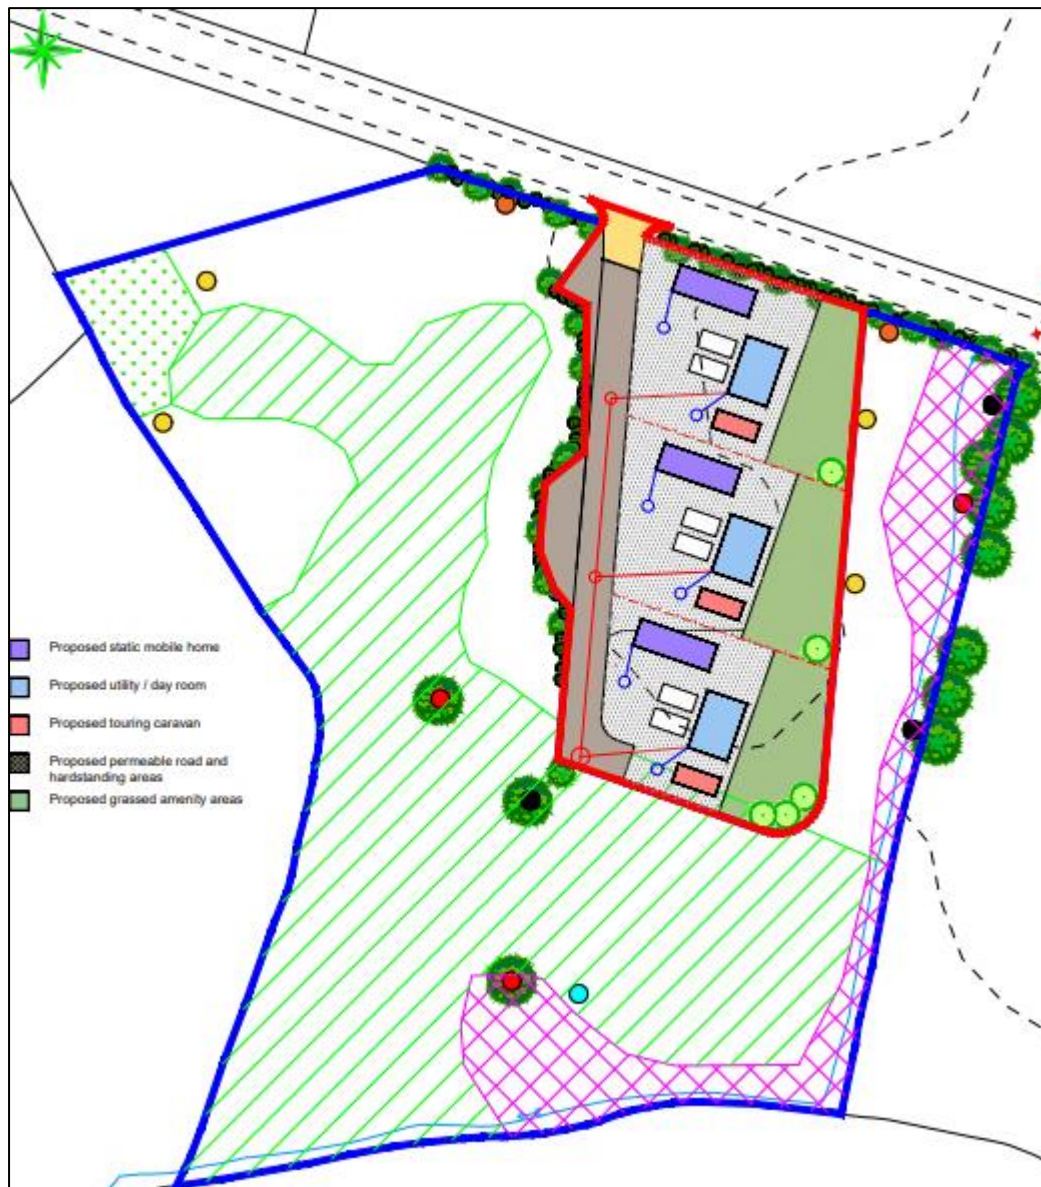 Proposed static mobile home
Proposed utility / day room
Proposed touring caravan
Proposed permeable road and
hardstanding areas
Proposed grassed amenity areas